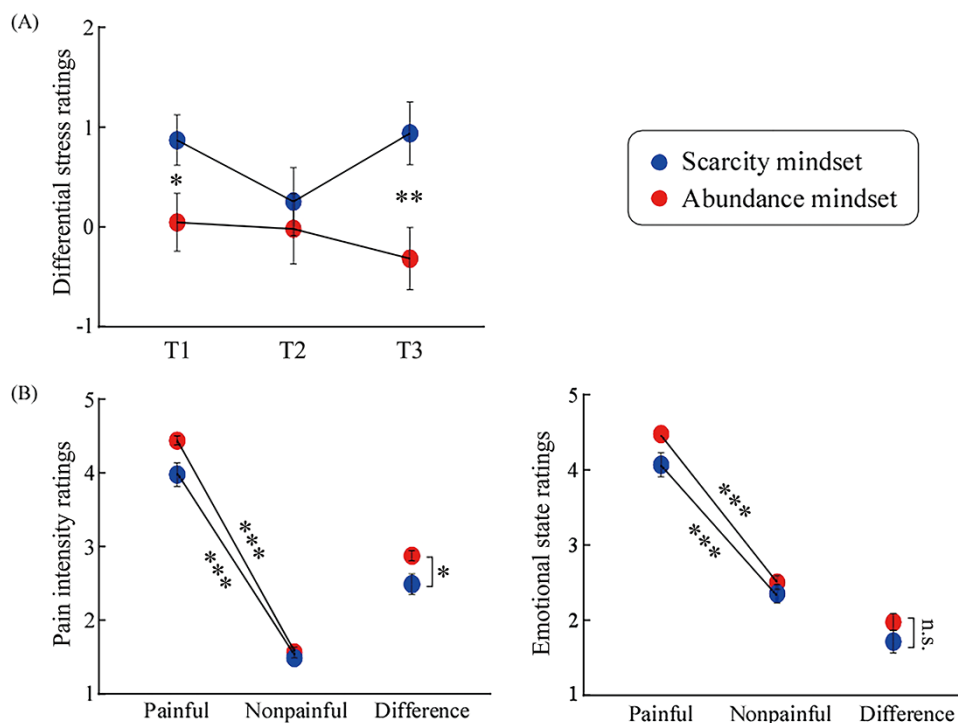 (A)
Differential stress ratings
2
1
0
-1
*
**
T1 T2 T3
Scarcity mindset
Abundance mindset
(B)
Pain intensity ratings
5
4
3
2
1
***
***
*
Painful Nonpainful Difference
Emotional state ratings
5
4
3
2
1
***
***
n.s.
Painful Nonpainful Difference